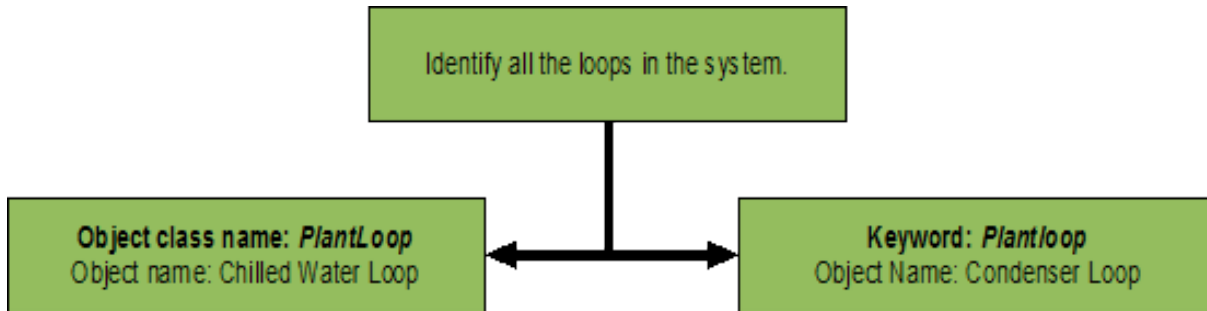 Identify all the loops in the system.
Object class name: PlantLoop
Object name: Chilled Water Loop
Keyword: Plantloop
Object Name: Condenser Loop